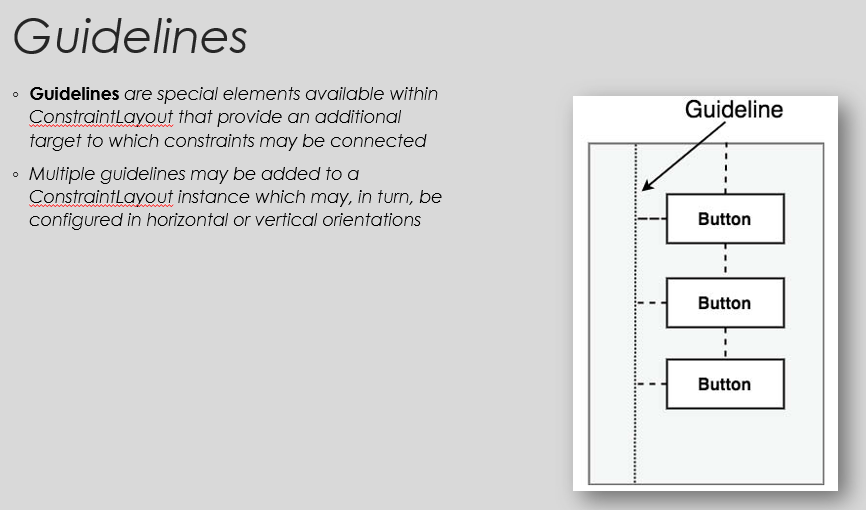 Guidelines
◦ Guidelines are special elements available within
ConstraintLayout that provide an additional
target to which constraints may be connected
◦ Multiple guidelines may be added to a
ConstraintLayout instance which may, in turn, be
configured in horizontal or vertical orientations
Guideline
Button
Button
Button